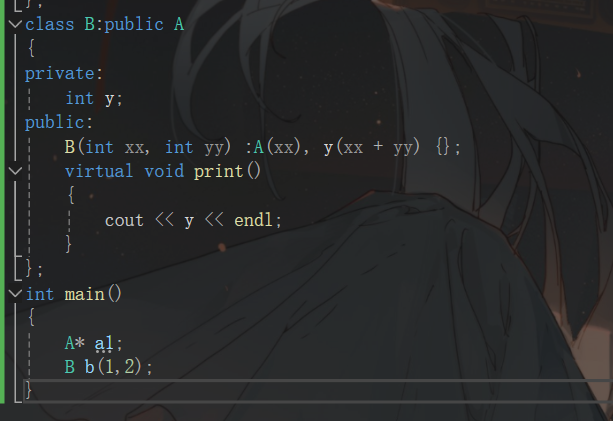 };
class B:public A
{
private:
int y;
public:
B(int xx, int yy) :A(xx), y(xx + yy) {};
virtual void print()
{
cout << y << endl;
}
};
int main()
{
A* a1;
B b(1,2);
}